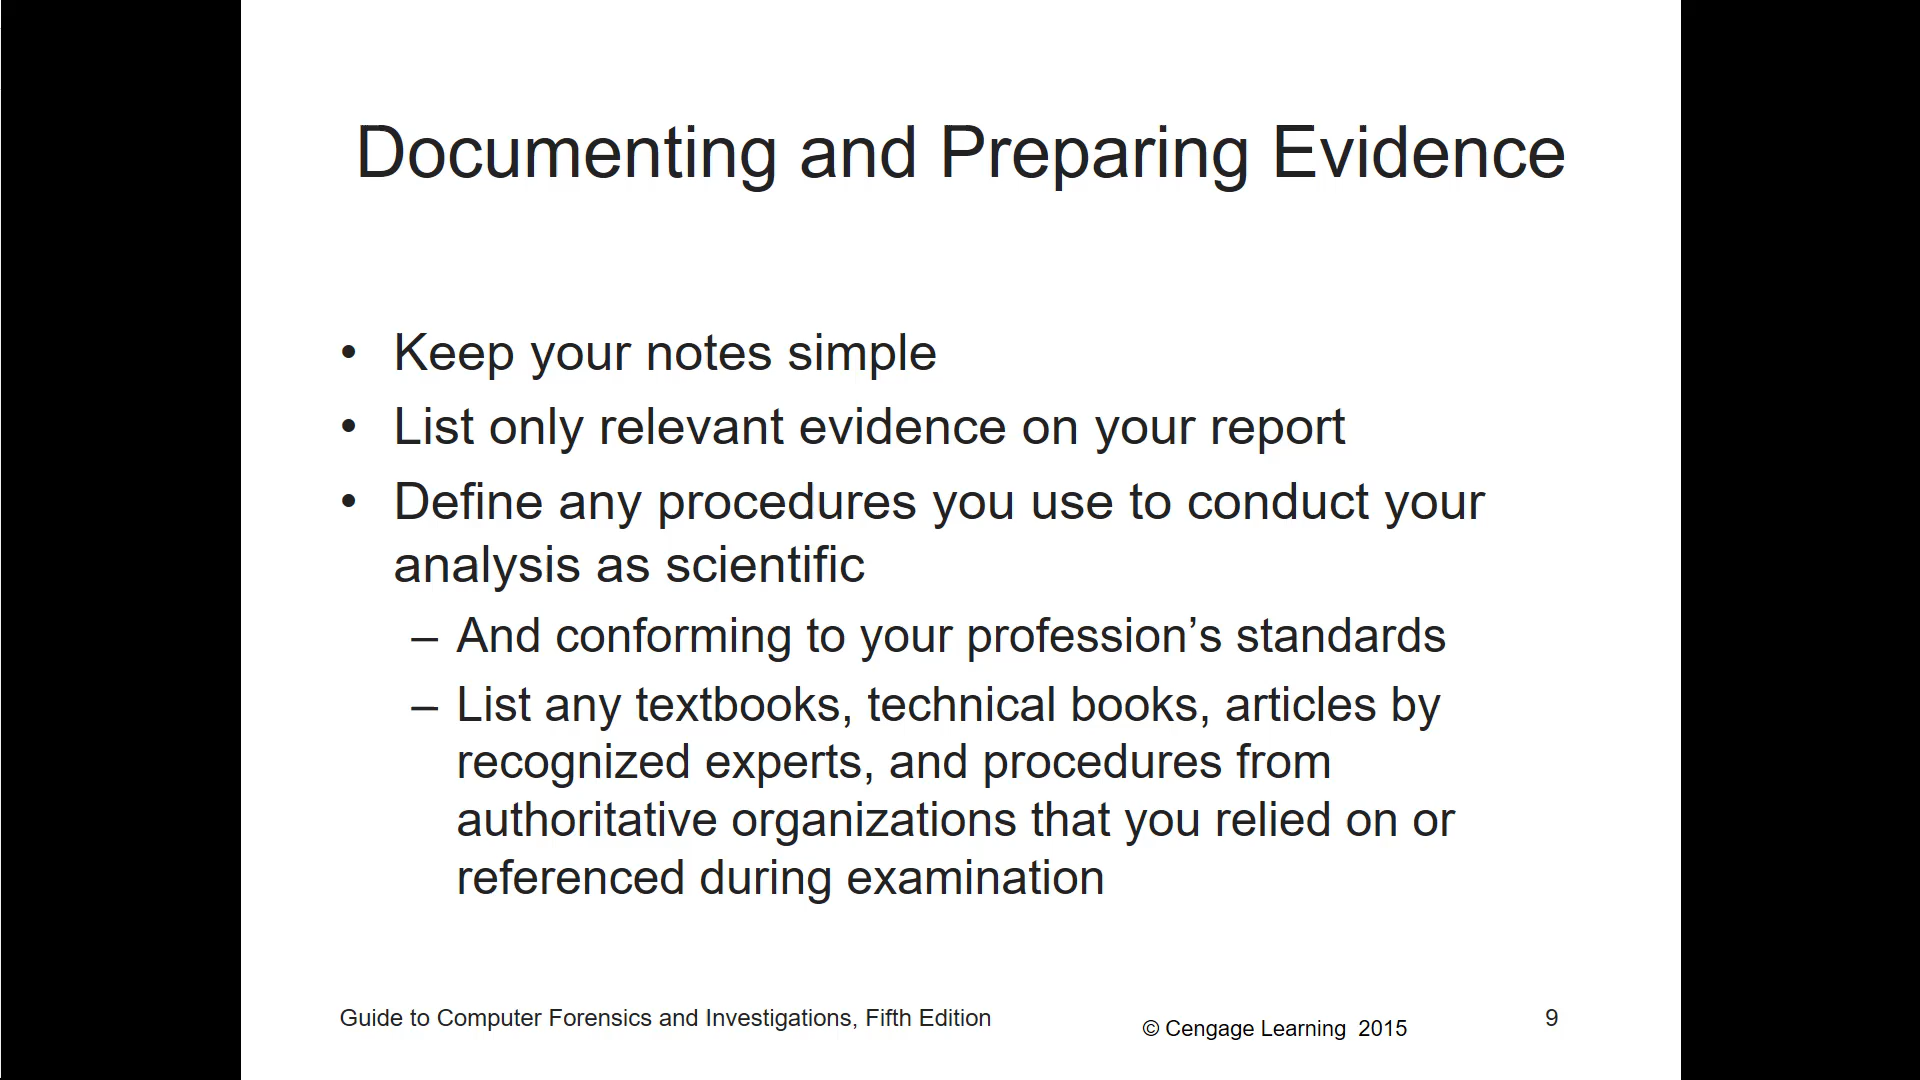 Documenting and Preparing Evidence
• Keep your notes simple
• List only relevant evidence on your report
• Define any procedures you use to conduct your
analysis as scientific
– And conforming to your profession’s standards
– List any textbooks, technical books, articles by
recognized experts, and procedures from
authoritative organizations that you relied on or
referenced during examination
Guide to Computer Forensics and Investigations, Fifth Edition
© Cengage Learning 2015
9